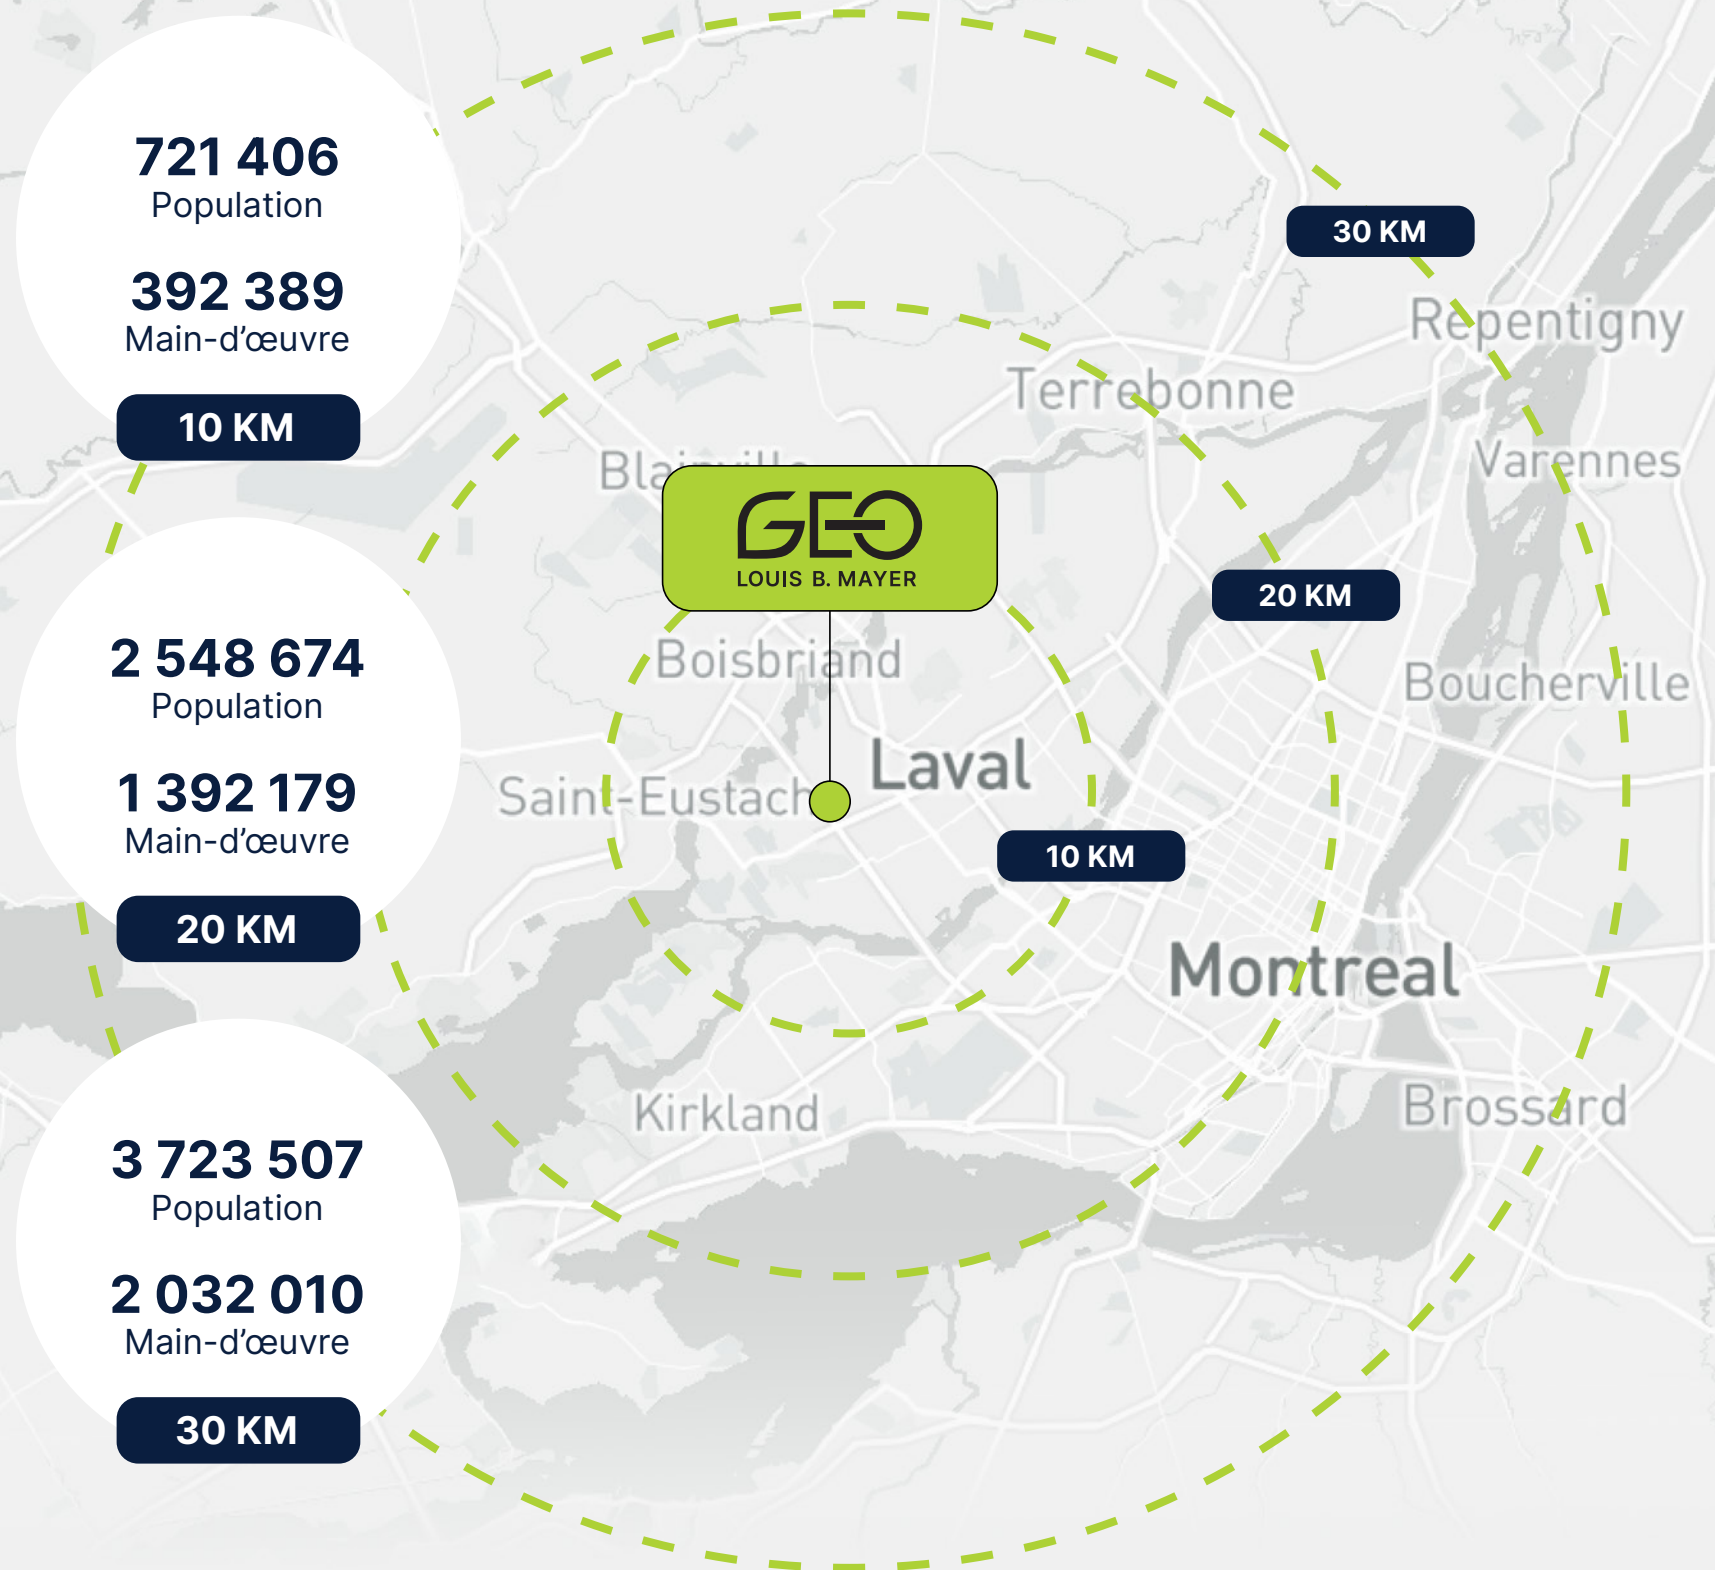 721 406
Population
392 389
Main-d’œuvre
10 KM
2 548 674
Population
1 392 179
Main-d’œuvre
20 KM
3 723 507
Population
2 032 010
Main-d’œuvre
30 KM
30 KM
Repentigny
Terrebonne
Varennes
GEO
LOUIS B. MAYER
20 KM
Boisbriand
Boucherville
Laval
Saint-Eustach
10 KM
Montreal
Kirkland
Brossard